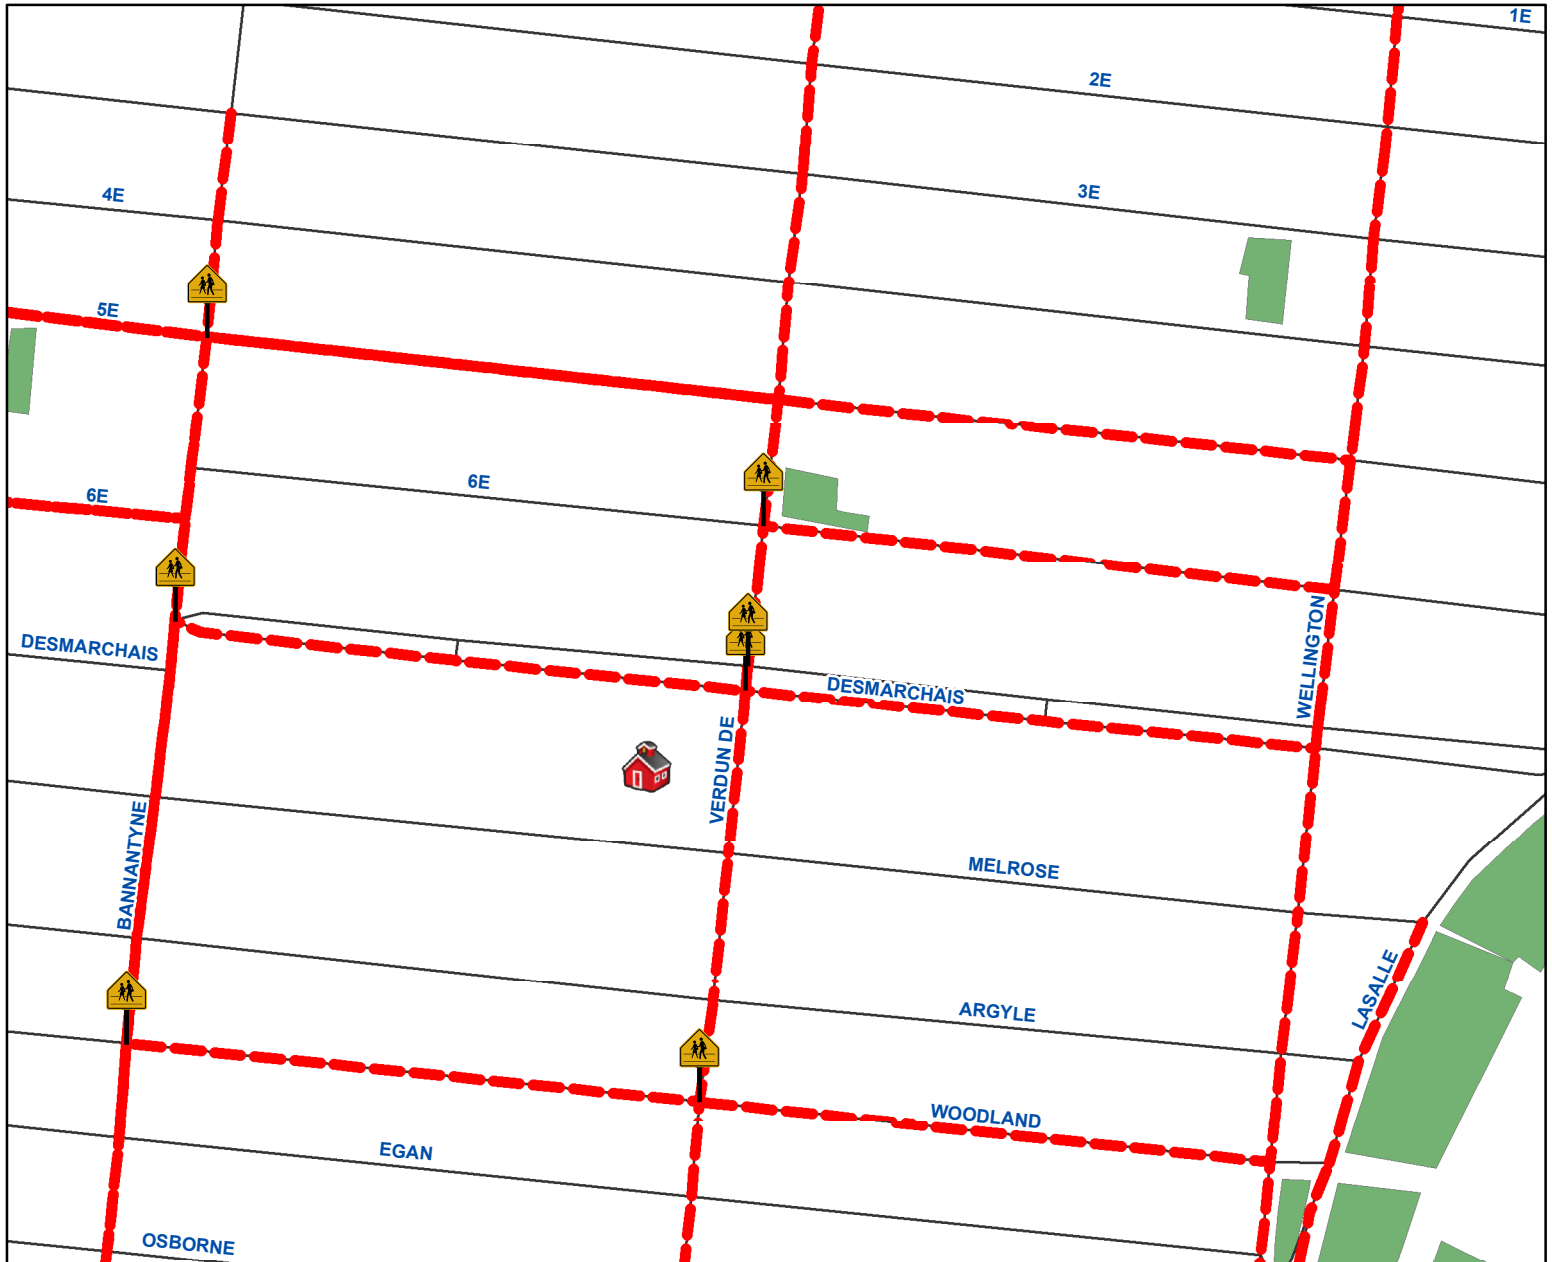 1E
2E
3E
4E
5E
6E
6E
WELLINGTON
DESMARCHAIS
DESMARCHAIS
VERDUN DE
BANNANTYNE
MELROSE
LASALLE
ARGYLE
WOODLAND
EGAN
OSBORNE